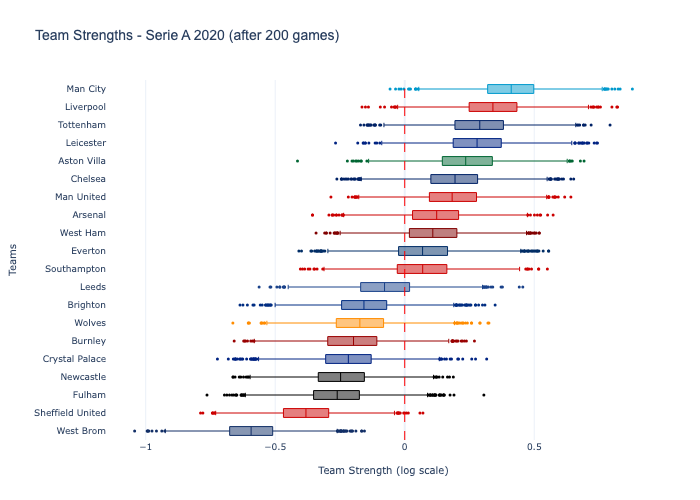 Team Strengths - Serie A 2020 (after 200 games)
Man City
Liverpool
Tottenham
Leicester
Aston Villa
Chelsea
Man United
Arsenal
West Ham
Everton
Southampton
Leeds
Brighton
Wolves
Burnley
Crystal Palace
Newcastle
Fulham
Sheffield United
West Brom
Teams
−1
−0.5
0
0.5
Team Strength (log scale)